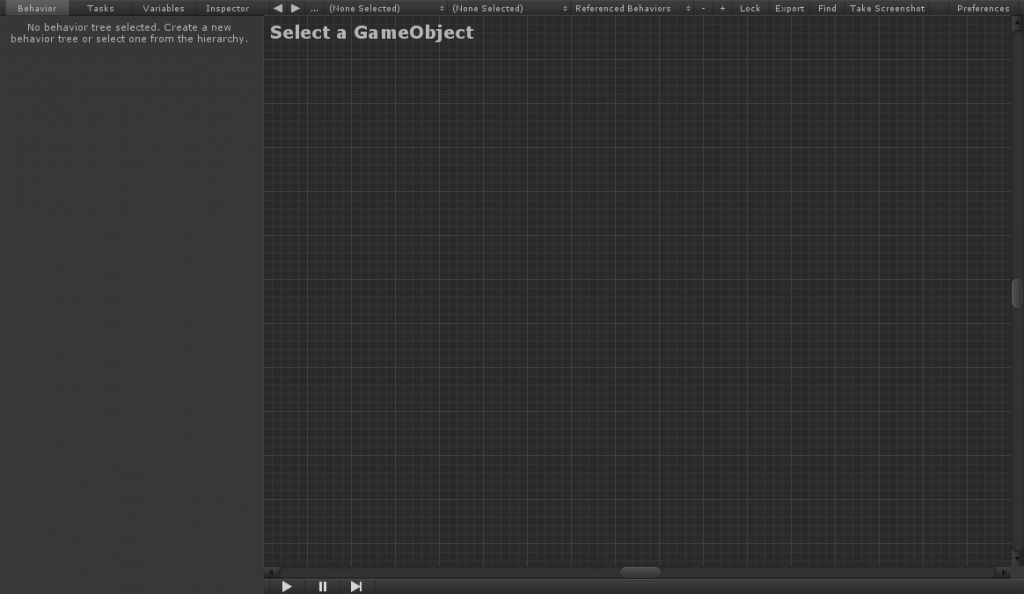 Behavior Tasks Variables Inspector ... (None Selected) (None Selected) Referenced Behaviors - + Lock Export Find Take Screenshot Preferences
No behavior tree selected. Create a new
behavior tree or select one from the hierarchy.
Select a GameObject